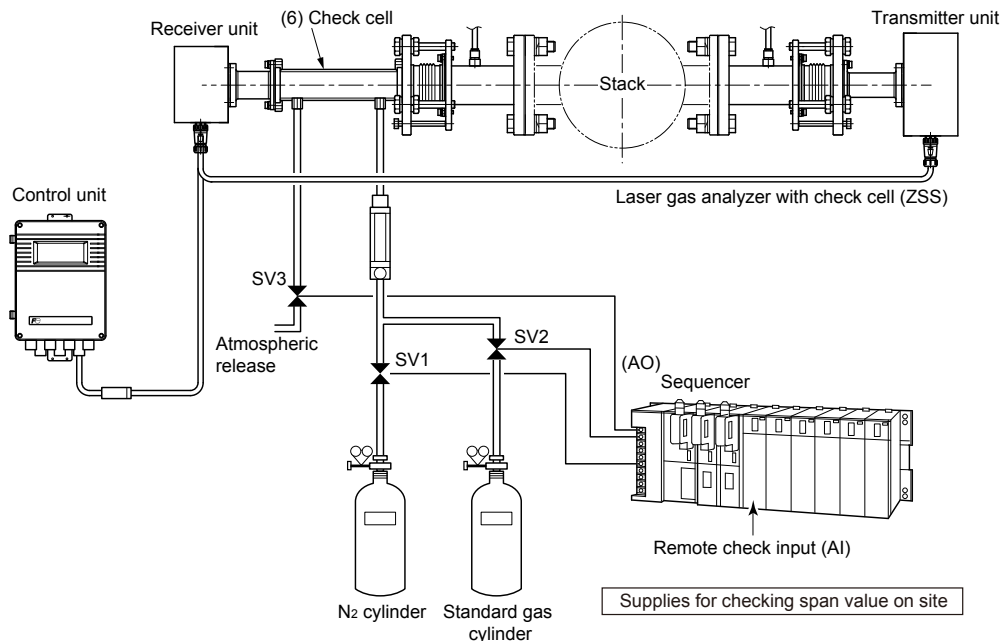 (6) Check cell
Receiver unit
Transmitter unit
Stack
Laser gas analyzer with check cell (ZSS)
Control unit
SV3
Atmospheric
release
SV1
SV2
(AO)
Sequencer
Remote check input (AI)
N2 cylinder
Standard gas
cylinder
Supplies for checking span value on site